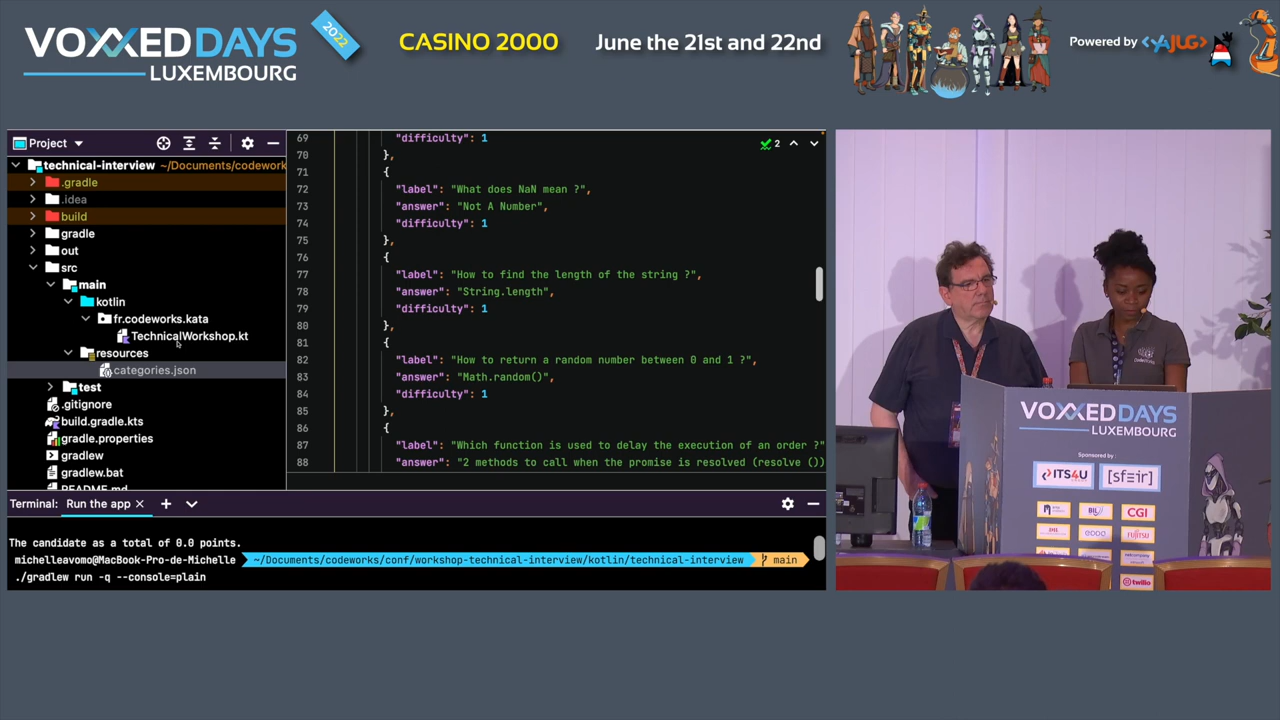 VOXXEDDAYS
LUXEMBOURG
2022
CASINO 2000
June the 21st and 22nd
Powered by <YAJUG>
Project
technical-interview ~/Documents/codework
.gradle
.idea
build
gradle
out
src
main
kotlin
fr.codeworks.kata
TechnicalWorkshop.kt
resources
categories.json
test
.gitignore
build.gradle.kts
gradle.properties
gradlew
gradlew.bat
README.md
2
69 "difficulty": 1
70 },
71 {
72 "label": "What does NaN mean ?",
73 "answer": "Not A Number",
74 "difficulty": 1
75 },
76 {
77 "label": "How to find the length of the string ?",
78 "answer": "String.length",
79 "difficulty": 1
80 },
81 {
82 "label": "How to return a random number between 0 and 1 ?",
83 "answer": "Math.random()",
84 "difficulty": 1
85 },
86 {
87 "label": "Which function is used to delay the execution of an order ?"
88 "answer": "2 methods to call when the promise is resolved (resolve ())
Terminal: Run the app
The candidate as a total of 0.0 points.
michelleavomo@MacBook-Pro-de-Michelle ~/Documents/codeworks/conf/workshop-technical-interview/kotlin/technical-interview main
./gradlew run -q --console=plain
VOXXEDDAYS
LUXEMBOURG
Sponsored by :
ITS4U
[sfeir]
BIL
CGI
FUJITSU
twilio